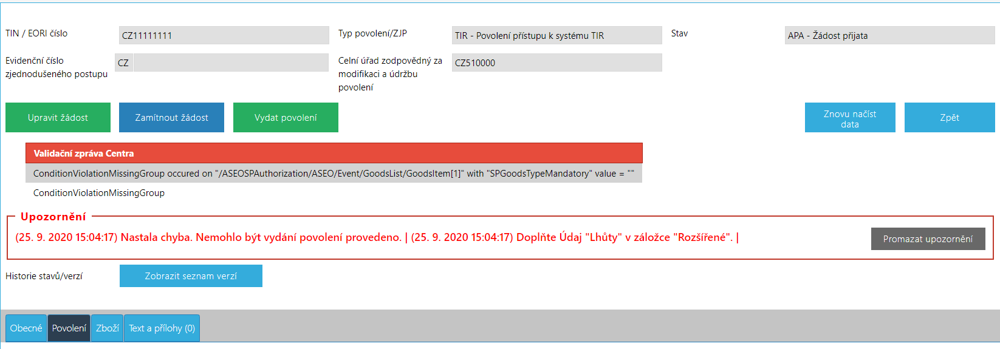 TIN / EORI číslo
CZ11111111
Typ povolení/ZJP
TIR - Povolení přístupu k systému TIR
Stav
APA - Žádost přijata
Evidenční číslo
zjednodušeného postupu
CZ
Celní úřad zodpovědný za
modifikaci a údržbu
povolení
CZ510000
Upravit žádost
Zamítnout žádost
Vydat povolení
Znovu načíst
data
Zpět
Validační zpráva Centra
ConditionViolationMissingGroup occured on "/ASEOSPAuthorization/ASEO/Event/GoodsList/GoodsItem[1]" with "SPGoodsTypeMandatory" value = ""
ConditionViolationMissingGroup
Upozornění
(25. 9. 2020 15:04:17) Nastala chyba. Nemohlo být vydání povolení provedeno. | (25. 9. 2020 15:04:17) Doplňte Údaj "Lhůty" v záložce "Rozšířené". |
Promazat upozornění
Historie stavů/verzí
Zobrazit seznam verzí
Obecné
Povolení
Zboží
Text a přílohy (0)